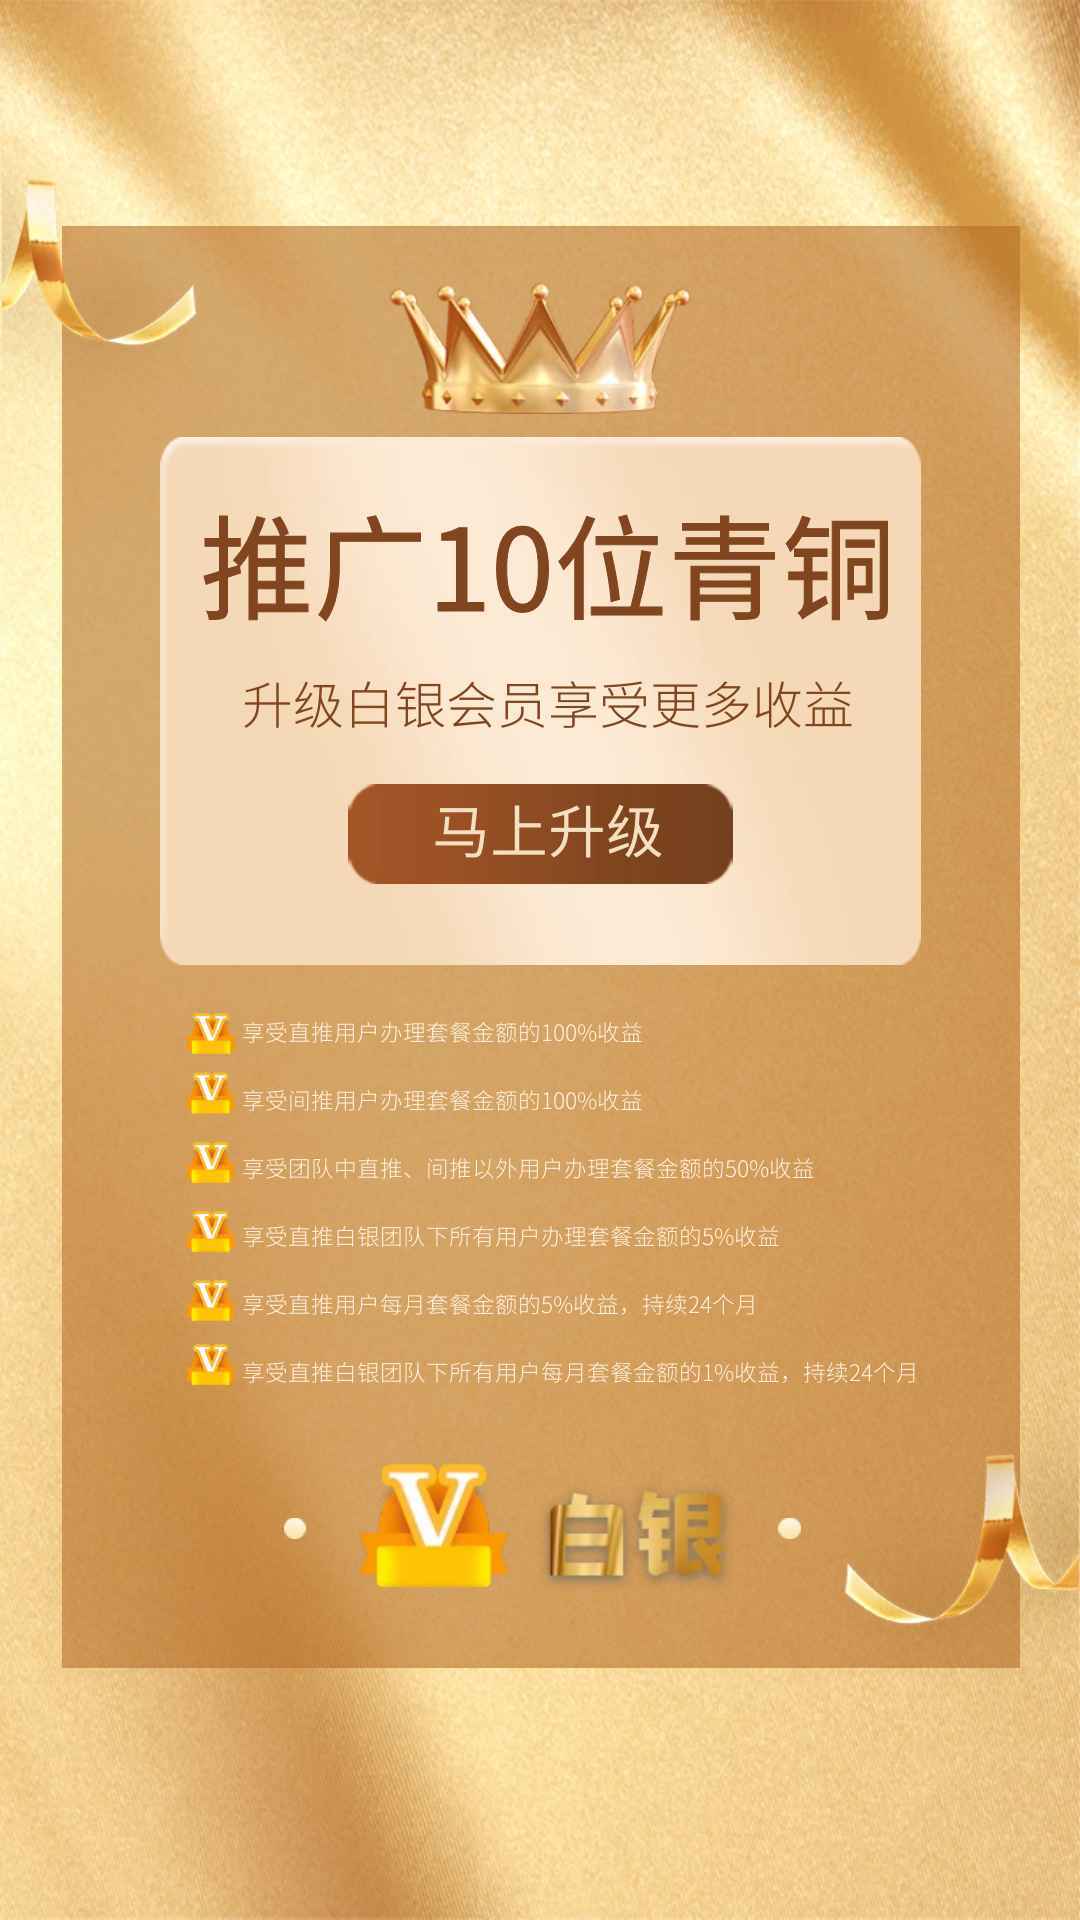 推广10位青铜
升级白银会员享受更多收益
马上升级
V 享受直推用户办理套餐金额的100%收益
V 享受间推用户办理套餐金额的100%收益
V 享受团队中直推、间推以外用户办理套餐金额的50%收益
V 享受直推白银团队下所有用户办理套餐金额的5%收益
V 享受直推用户每月套餐金额的5%收益，持续24个月
V 享受直推白银团队下所有用户每月套餐金额的1%收益，持续24个月
V 白银